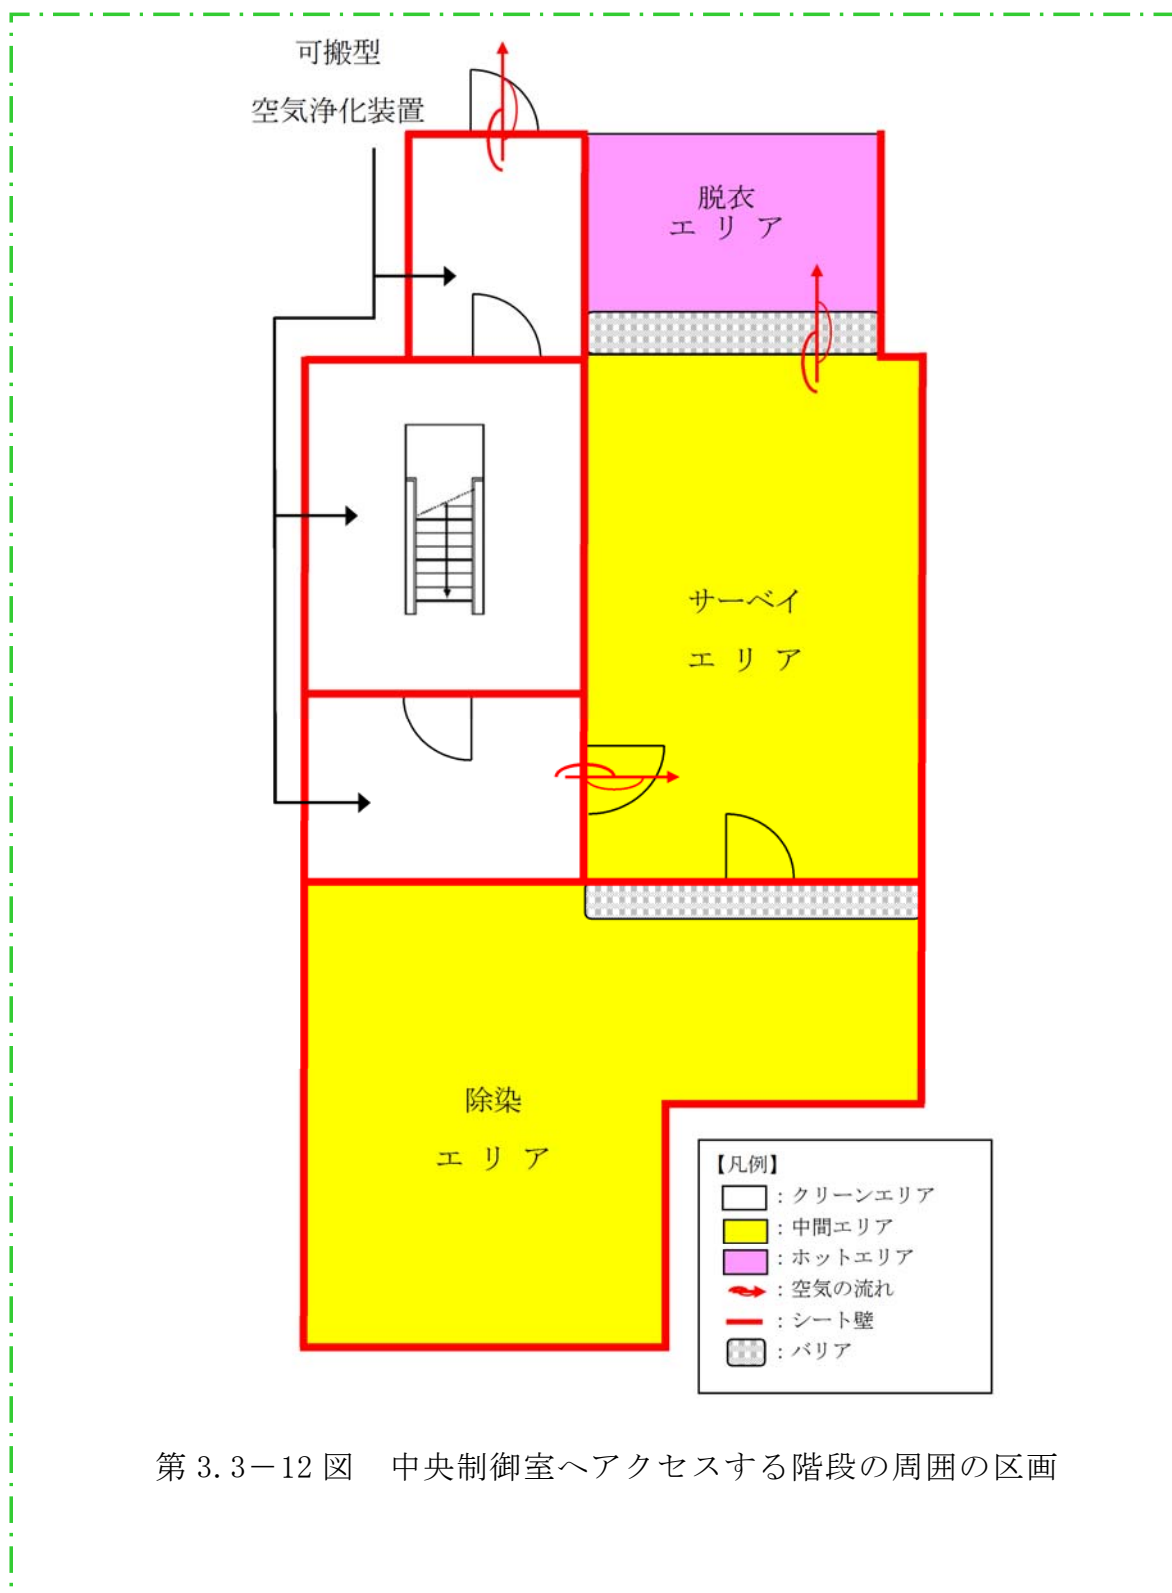 可搬型
空気浄化装置
脱衣
エ リ ア
サーベイ
エ リ ア
除染
エ リ ア
【凡例】
：クリーンエリア
：中間エリア
：ホットエリア
：空気の流れ
：シート壁
：バリア
第 3.3－12 図　中央制御室へアクセスする階段の周囲の区画